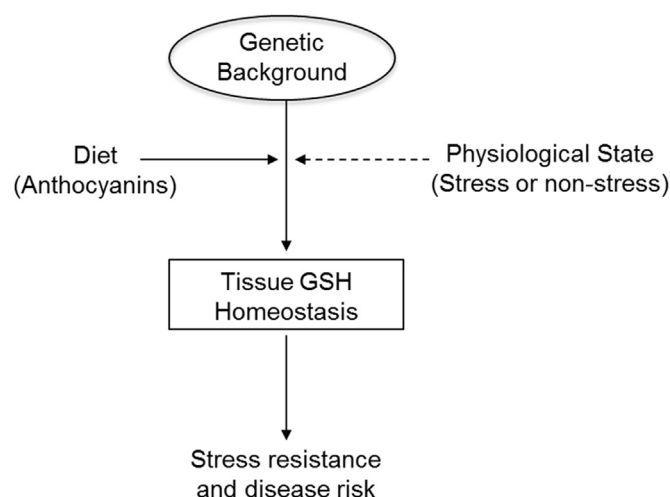 Genetic
Background
Diet
(Anthocyanins)
Physiological State
(Stress or non-stress)
Tissue GSH
Homeostasis
Stress resistance
and disease risk